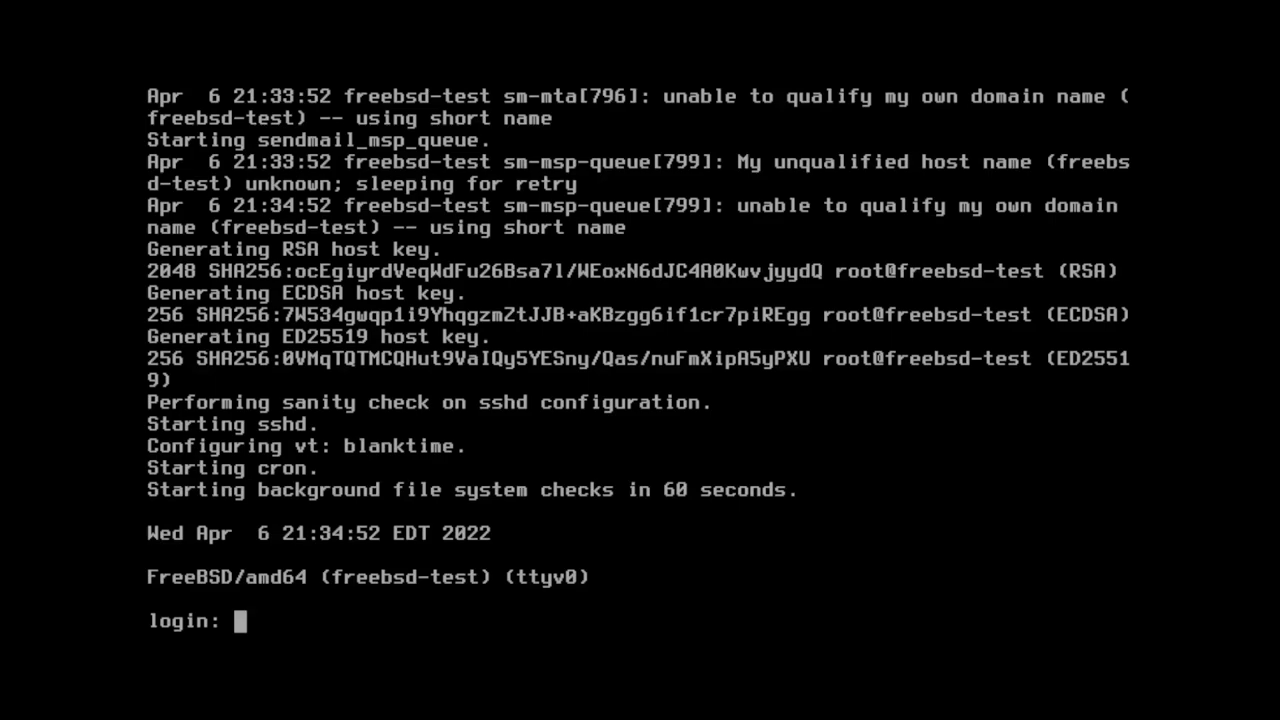 Apr  6 21:33:52 freebsd-test sm-mta[796]: unable to qualify my own domain name (
freebsd-test) -- using short name
Starting sendmail_msp_queue.
Apr  6 21:33:52 freebsd-test sm-msp-queue[799]: My unqualified host name (freebs
d-test) unknown; sleeping for retry
Apr  6 21:34:52 freebsd-test sm-msp-queue[799]: unable to qualify my own domain
name (freebsd-test) -- using short name
Generating RSA host key.
2048 SHA256:ocEgiyrdVeqWdFu26Bsa7l/WEoxN6dJC4A0KwvjyydQ root@freebsd-test (RSA)
Generating ECDSA host key.
256 SHA256:7W534gwqp1i9YhqgzmZtJJB+aKBzgg6if1cr7piREgg root@freebsd-test (ECDSA)
Generating ED25519 host key.
256 SHA256:0VMqTQTMCQHut9VaIQy5YESny/Qas/nuFmXipA5yPXU root@freebsd-test (ED2551
9)
Performing sanity check on sshd configuration.
Starting sshd.
Configuring vt: blanktime.
Starting cron.
Starting background file system checks in 60 seconds.

Wed Apr  6 21:34:52 EDT 2022

FreeBSD/amd64 (freebsd-test) (ttyv0)

login: